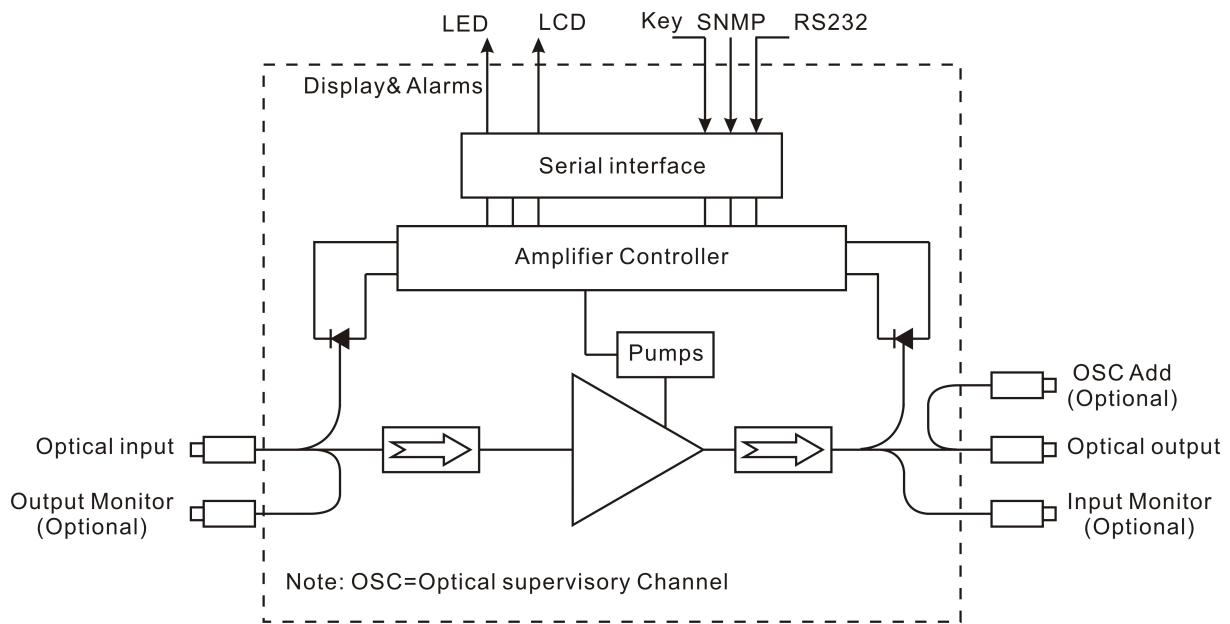 LED
LCD
Key
SNMP
RS232
Display& Alarms
Serial interface
Amplifier Controller
Pumps
OSC Add
(Optional)
Optical input
Optical output
Output Monitor
(Optional)
Input Monitor
(Optional)
Note: OSC=Optical supervisory Channel